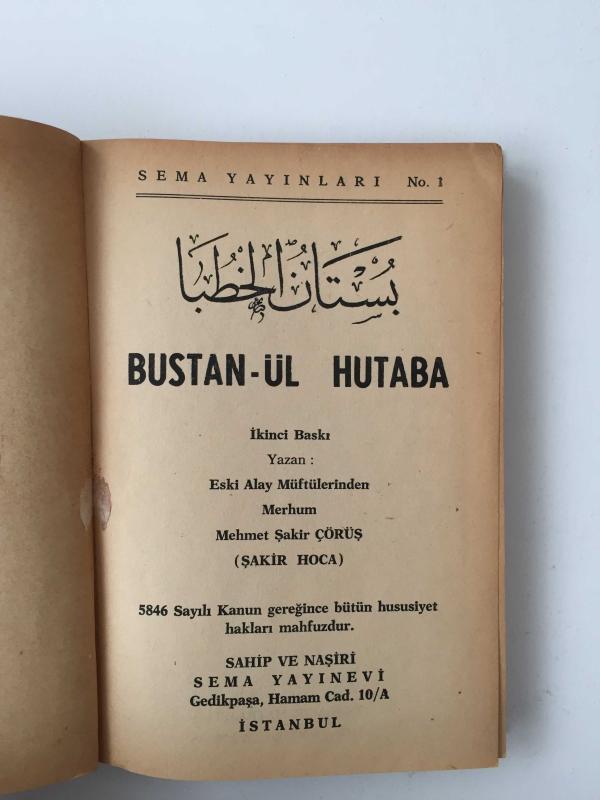 SEMA YAYINLARI No. 1
بُسْتَانُ الْخُطَبَا
BUSTAN-ÜL HUTABA
İkinci Baskı
Yazan :
Eski Alay Müftülerinden
Merhum
Mehmet Şakir ÇÖRÜŞ
(ŞAKİR HOCA)
5846 Sayılı Kanun gereğince bütün hususiyet
hakları mahfuzdur.
SAHİP VE NAŞİRİ
SEMA YAYINEVİ
Gedikpaşa, Hamam Cad. 10/A
İSTANBUL